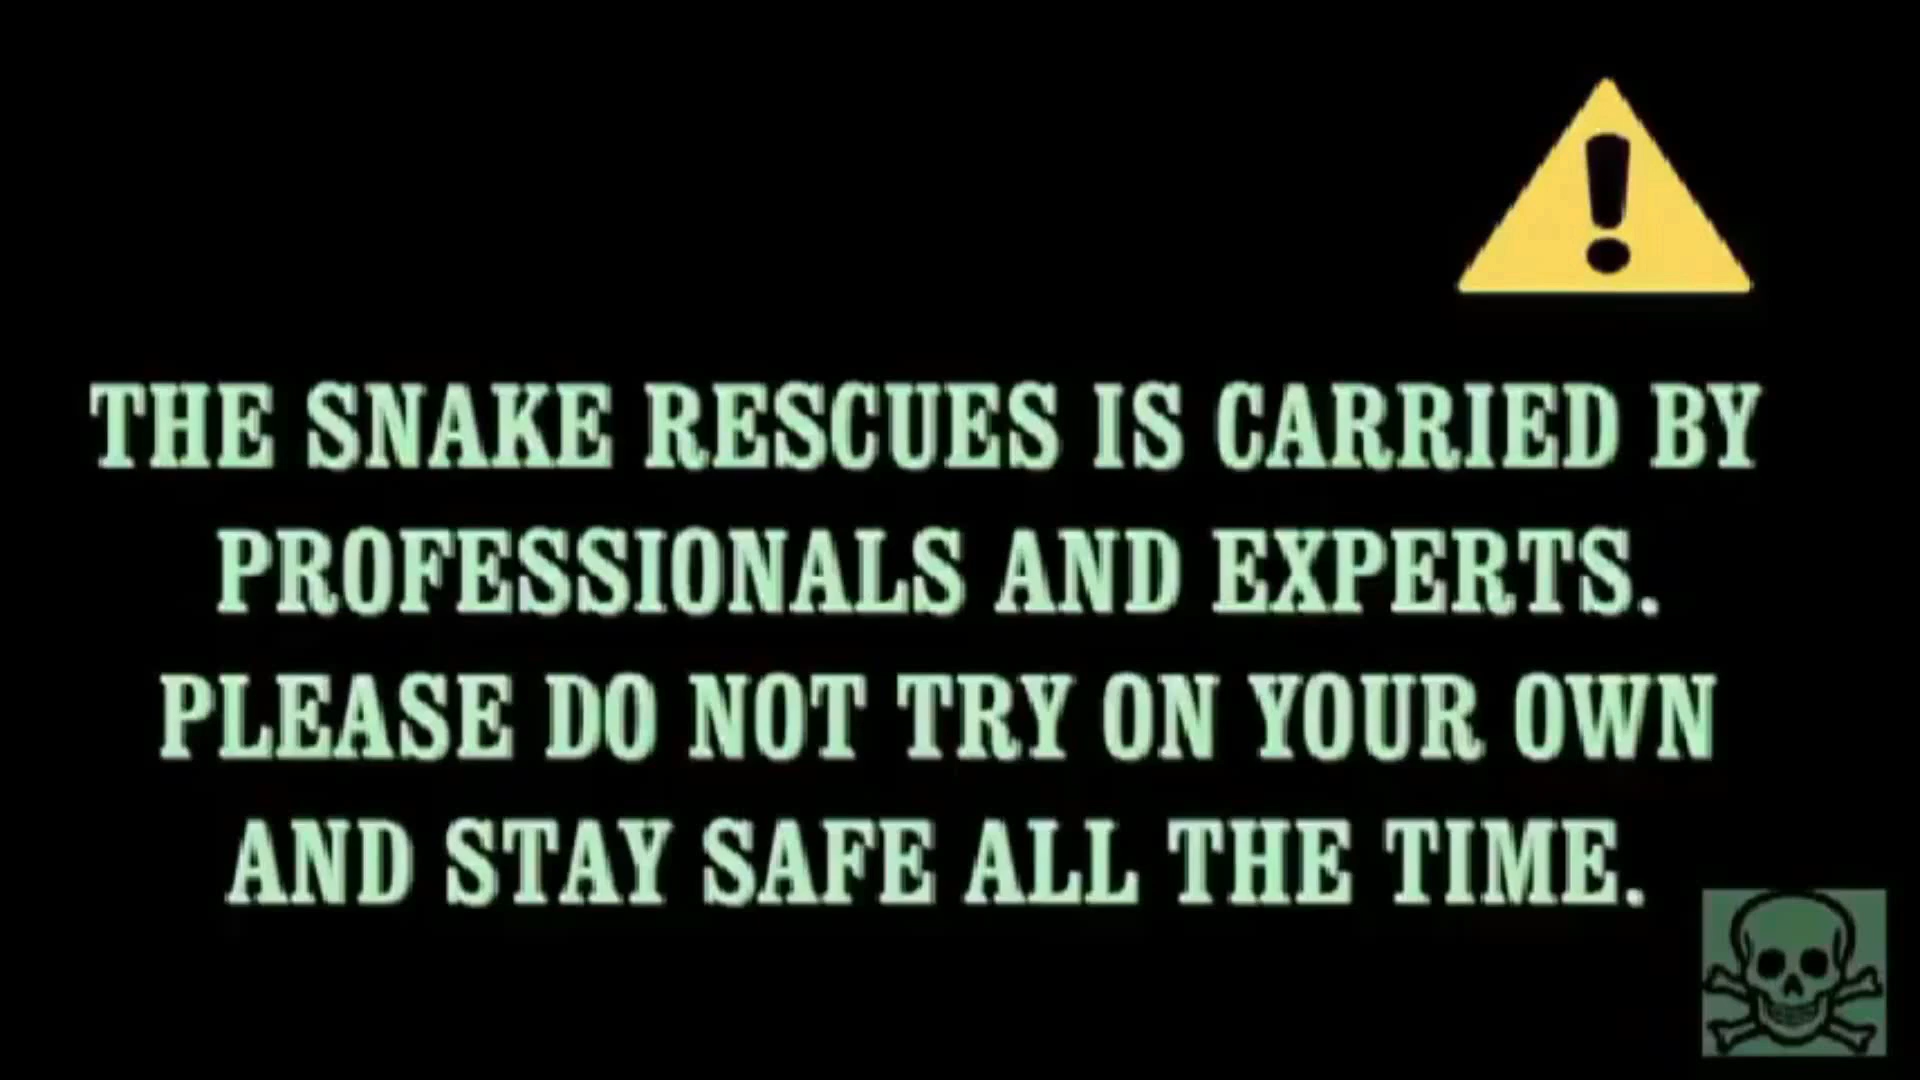 THE SNAKE RESCUES IS CARRIED BY
PROFESSIONALS AND EXPERTS.
PLEASE DO NOT TRY ON YOUR OWN
AND STAY SAFE ALL THE TIME.